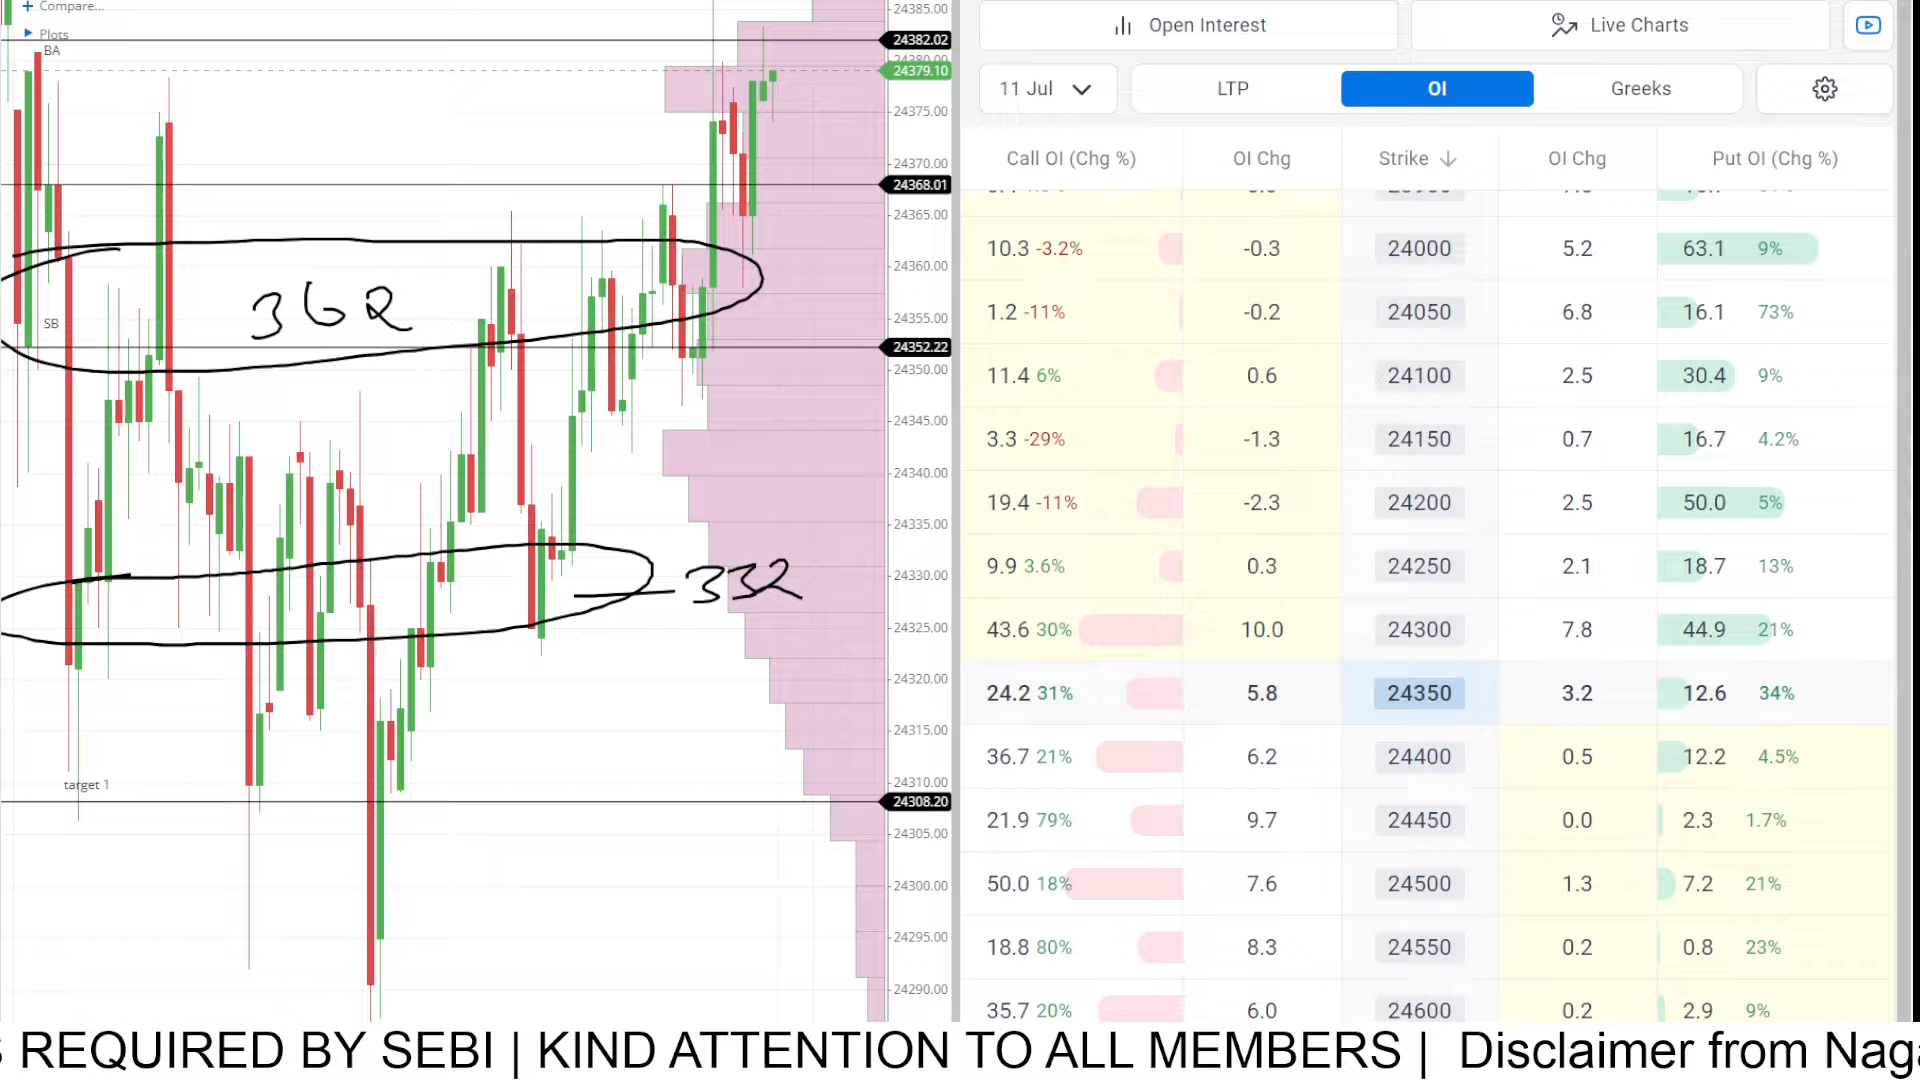 Compare...
Plots
BA
SB
target 1
362
332
24385.00
24382.02
24380.00
24379.10
24375.00
24370.00
24368.01
24365.00
24360.00
24355.00
24352.22
24350.00
24345.00
24340.00
24335.00
24330.00
24325.00
24320.00
24315.00
24310.00
24308.20
24305.00
24300.00
24295.00
24290.00
Open Interest Live Charts
11 Jul LTP OI Greeks
Call OI (Chg %) OI Chg Strike OI Chg Put OI (Chg %)
10.3 -3.2% -0.3 24000 5.2 63.1 9%
1.2 -11% -0.2 24050 6.8 16.1 73%
11.4 6% 0.6 24100 2.5 30.4 9%
3.3 -29% -1.3 24150 0.7 16.7 4.2%
19.4 -11% -2.3 24200 2.5 50.0 5%
9.9 3.6% 0.3 24250 2.1 18.7 13%
43.6 30% 10.0 24300 7.8 44.9 21%
24.2 31% 5.8 24350 3.2 12.6 34%
36.7 21% 6.2 24400 0.5 12.2 4.5%
21.9 79% 9.7 24450 0.0 2.3 1.7%
50.0 18% 7.6 24500 1.3 7.2 21%
18.8 80% 8.3 24550 0.2 0.8 23%
35.7 20% 6.0 24600 0.2 2.9 9%
REQUIRED BY SEBI | KIND ATTENTION TO ALL MEMBERS | Disclaimer from Naga